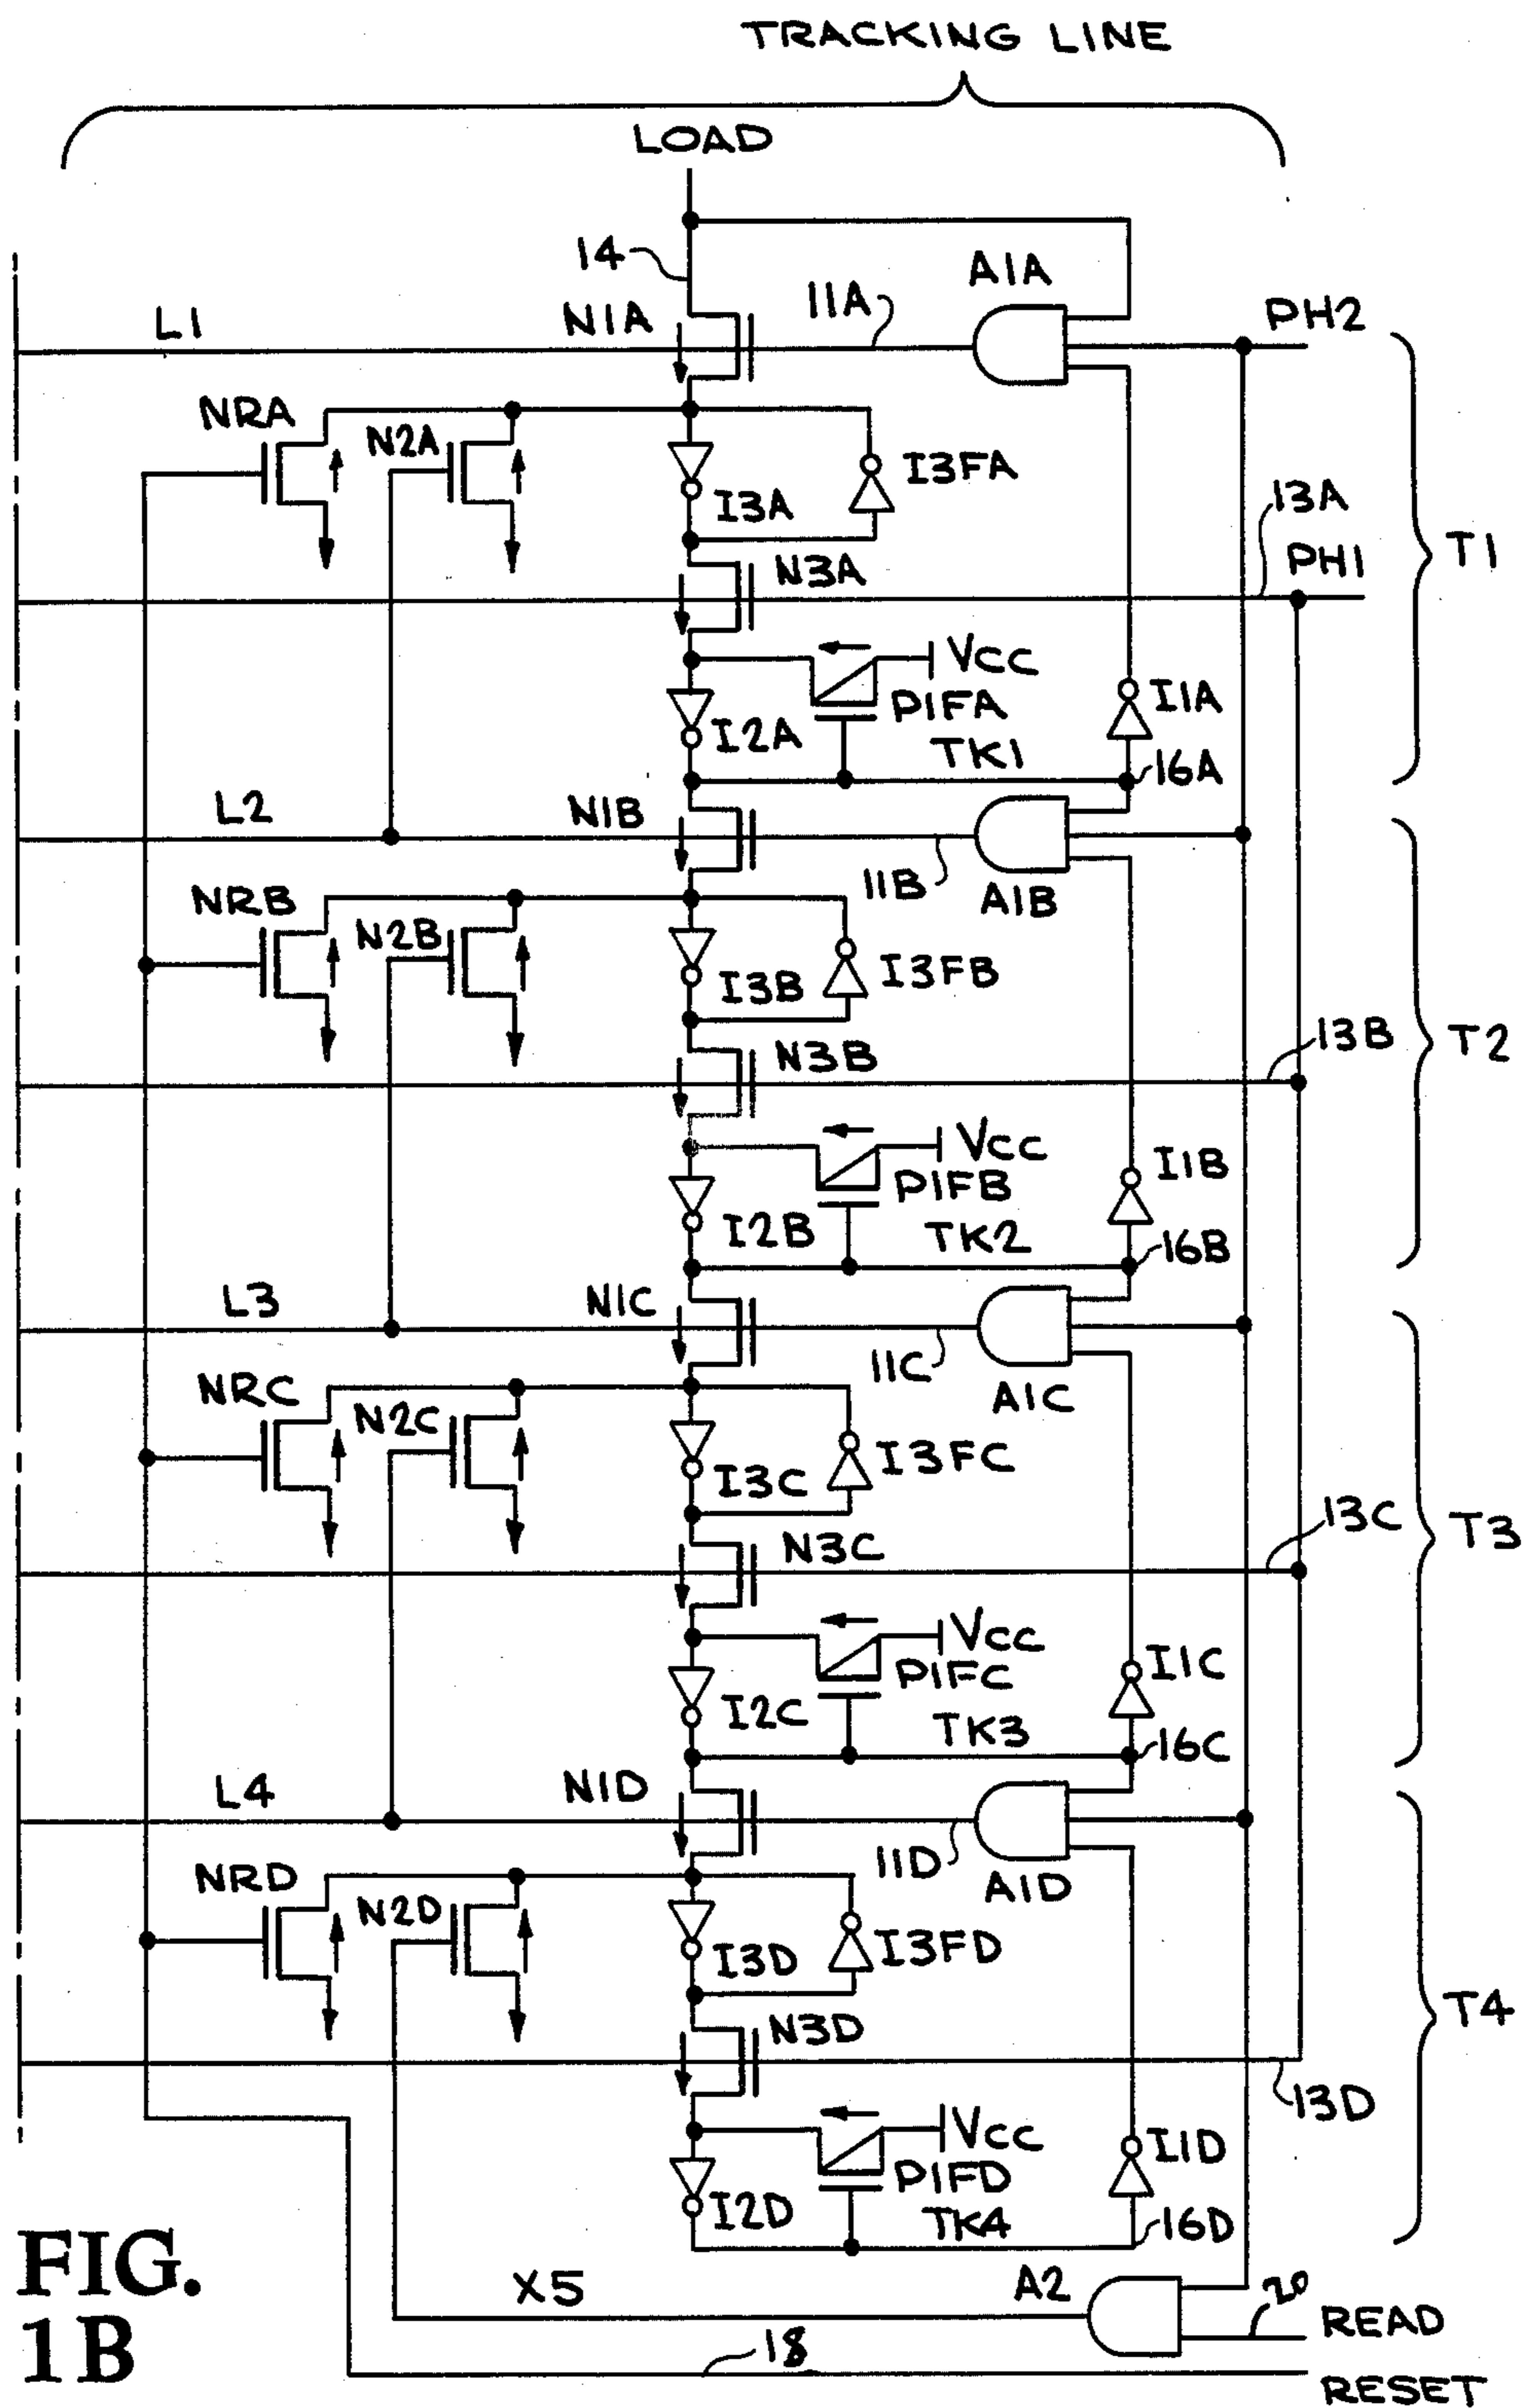 TRACKING LINE
LOAD
14
A1A
11A
N1A
L1
PH2
NRA
N2A
I3FA
I3A
13A
N3A
PH1
T1
VCC
P1FA
I1A
I2A
TK1
16A
L2
N1B
11B
A1B
NRB
N2B
I3FB
I3B
13B
T2
N3B
VCC
P1FB
I1B
I2B
TK2
16B
L3
N1C
11C
A1C
NRC
N2C
I3FC
I3C
13C
T3
N3C
VCC
P1FC
I1C
I2C
TK3
16C
L4
N1D
11D
A1D
NRD
N2D
I3D
I3FD
T4
N3D
13D
VCC
P1FD
I1D
I2D
TK4
16D
X5
A2
20
READ
18
RESET
FIG.
1B